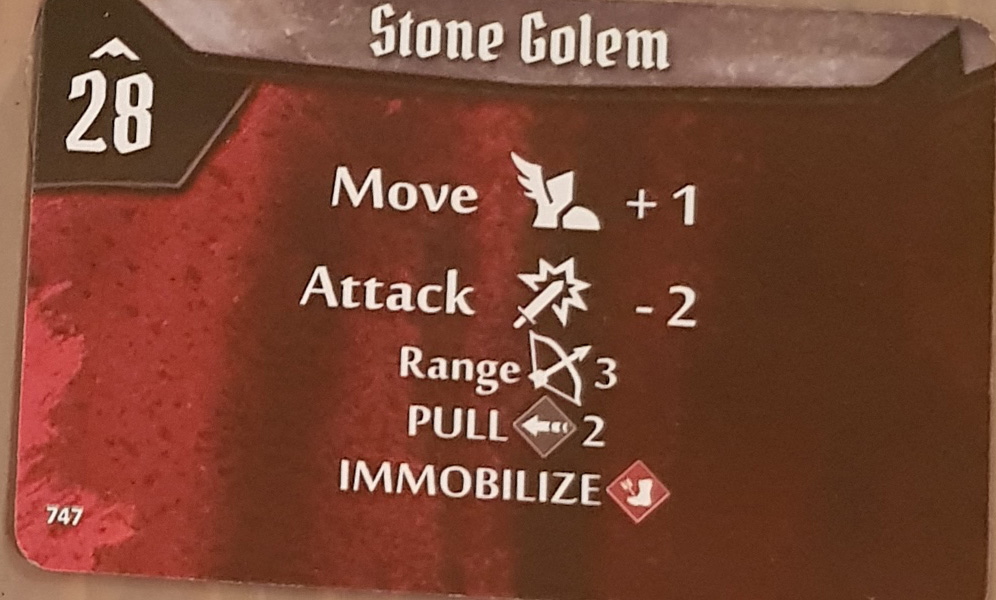 Stone Golem
28
Move + 1
Attack - 2
Range 3
PULL 2
IMMOBILIZE
747